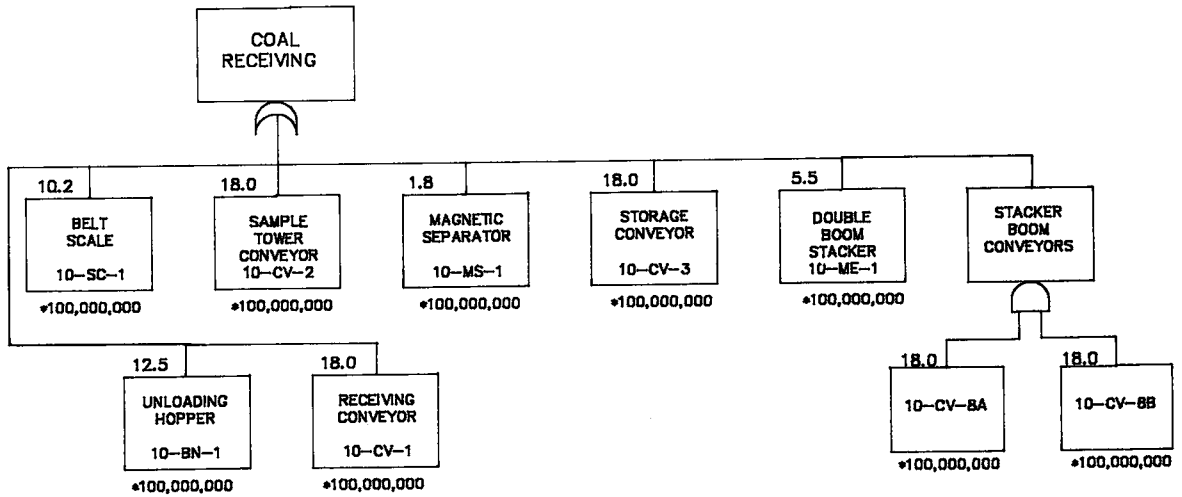 COAL
RECEIVING
10.2
BELT
SCALE
10-SC-1
*100,000,000
18.0
SAMPLE
TOWER
CONVEYOR
10-CV-2
*100,000,000
1.8
MAGNETIC
SEPARATOR
10-MS-1
*100,000,000
18.0
STORAGE
CONVEYOR
10-CV-3
*100,000,000
5.5
DOUBLE
BOOM
STACKER
10-ME-1
*100,000,000
STACKER
BOOM
CONVEYORS
12.5
UNLOADING
HOPPER
10-BN-1
*100,000,000
18.0
RECEIVING
CONVEYOR
10-CV-1
*100,000,000
18.0
10-CV-8A
*100,000,000
18.0
10-CV-8B
*100,000,000